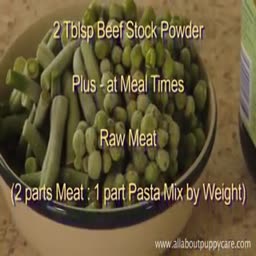 2 Tblsp Beef Stock Powder
Plus - at Meal Times
Raw Meat
(2 parts Meat : 1 part Pasta Mix by Weight)
www.allaboutpuppycare.com